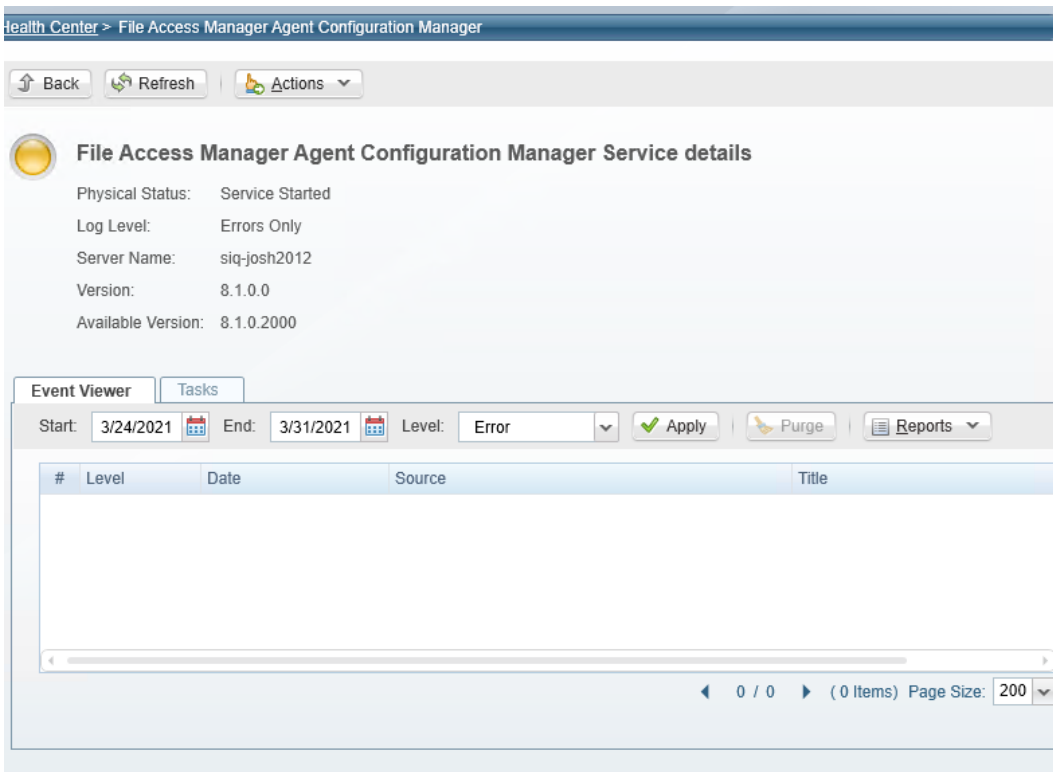 Health Center > File Access Manager Agent Configuration Manager
Back Refresh Actions
File Access Manager Agent Configuration Manager Service details
Physical Status: Service Started
Log Level: Errors Only
Server Name: siq-josh2012
Version: 8.1.0.0
Available Version: 8.1.0.2000
Event Viewer Tasks
Start: 3/24/2021 End: 3/31/2021 Level: Error Apply Purge Reports
# Level Date Source Title
0 / 0 ( 0 Items) Page Size: 200